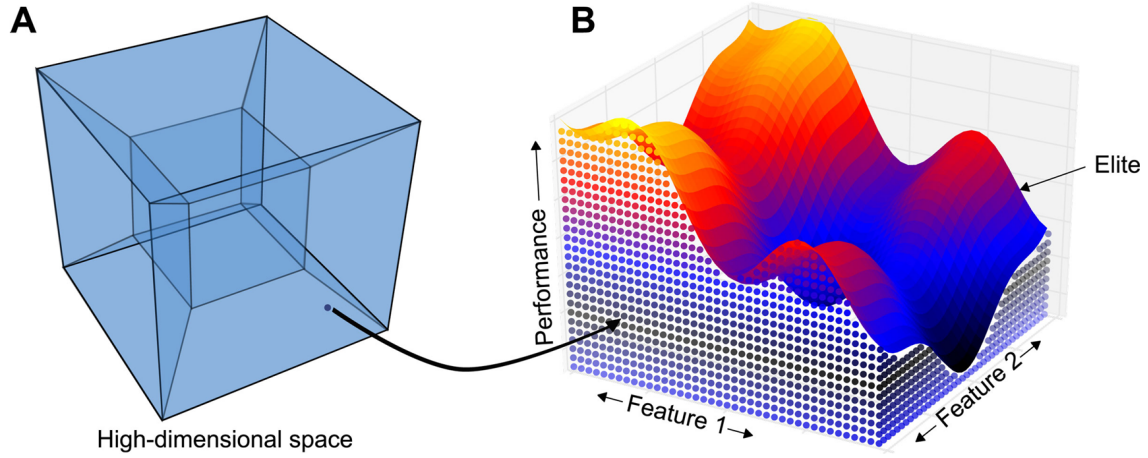 A
B
Performance
Elite
Feature 1
Feature 2
High-dimensional space